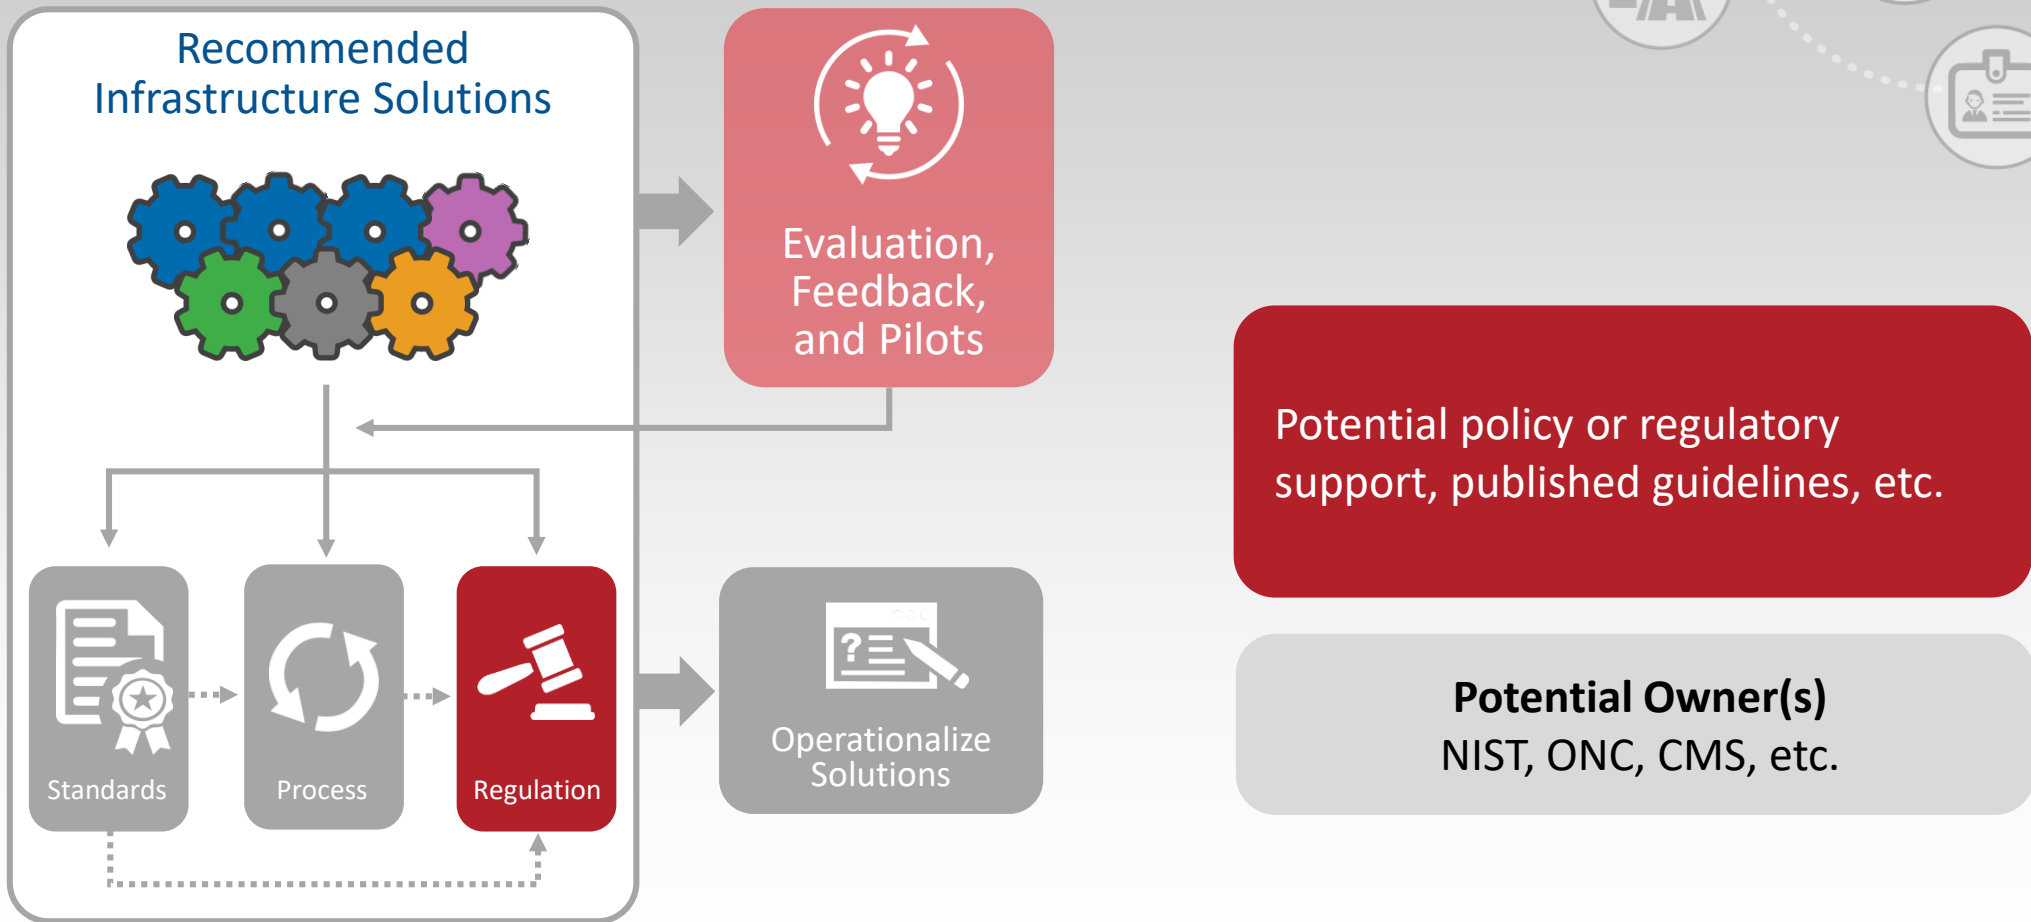 Recommended
Infrastructure Solutions
Evaluation,
Feedback,
and Pilots
Standards
Process
Regulation
?
Operationalize
Solutions
Potential policy or regulatory
support, published guidelines, etc.
Potential Owner(s)
NIST, ONC, CMS, etc.